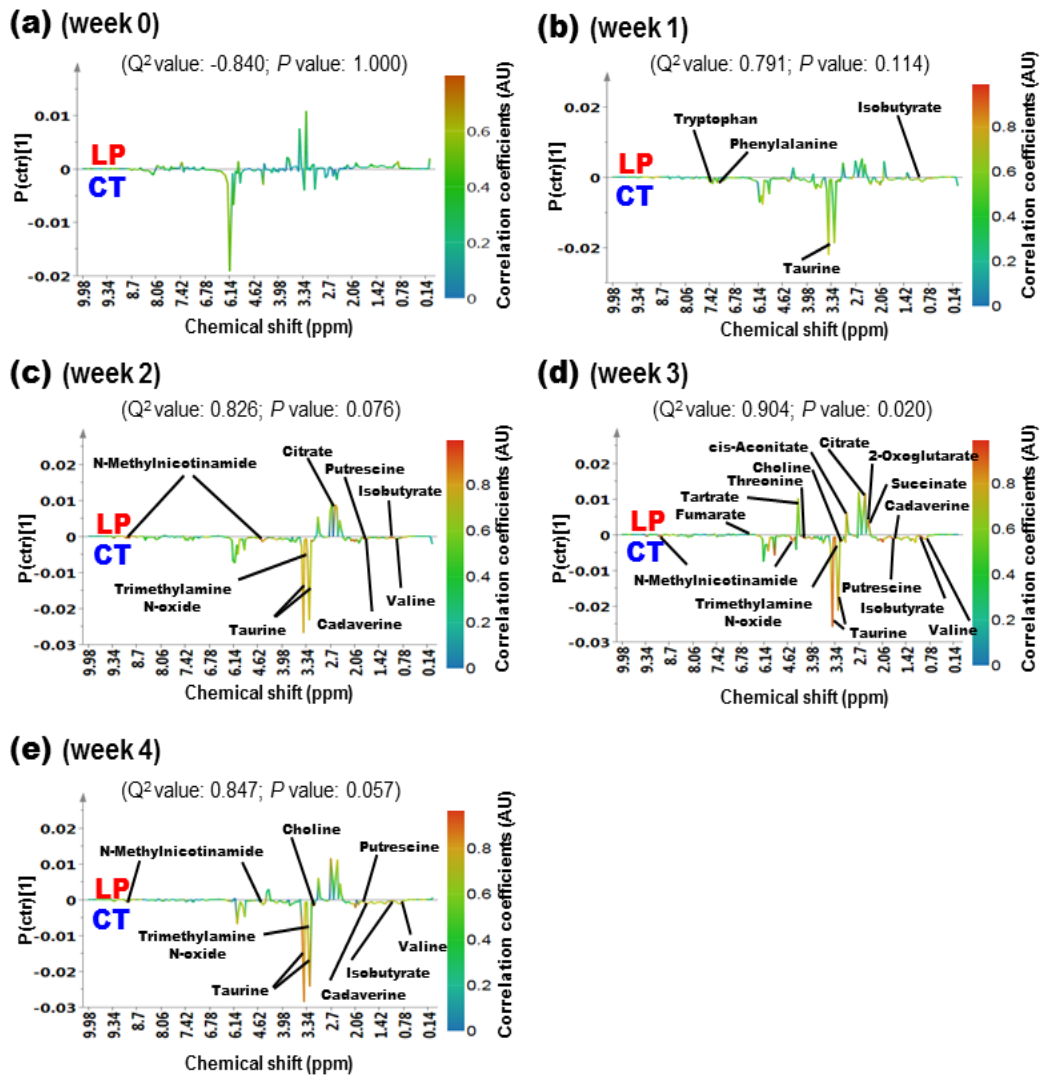 (a) (week 0)
(Q² value: -0.840; P value: 1.000)
0.01
0
-0.01
-0.02
P(ctr)[1]
LP
CT
9.98 9.34 8.7 8.06 7.42 6.78 6.14 4.62 3.98 3.34 2.7 2.06 1.42 0.78 0.14
Chemical shift (ppm)
0.6
0.4
0.2
0
Correlation coefficients (AU)
(b) (week 1)
(Q² value: 0.791; P value: 0.114)
0.02
0
-0.02
P(ctr)[1]
LP
CT
Tryptophan
Phenylalanine
Isobutyrate
Taurine
9.98 9.34 8.7 8.06 7.42 6.78 6.14 4.62 3.98 3.34 2.7 2.06 1.42 0.78 0.14
Chemical shift (ppm)
0.8
0.6
0.4
0.2
0
Correlation coefficients (AU)
(c) (week 2)
(Q² value: 0.826; P value: 0.076)
0.02
0.01
0
-0.01
-0.02
-0.03
P(ctr)[1]
LP
CT
N-Methylnicotinamide
Citrate
Putrescine
Isobutyrate
Trimethylamine
N-oxide
Taurine
Cadaverine
Valine
9.98 9.34 8.7 8.06 7.42 6.78 6.14 4.62 3.98 3.34 2.7 2.06 1.42 0.78 0.14
Chemical shift (ppm)
0.8
0.6
0.4
0.2
0
Correlation coefficients (AU)
(d) (week 3)
(Q² value: 0.904; P value: 0.020)
0.02
0.01
0
-0.01
-0.02
-0.03
P(ctr)[1]
LP
CT
cis-Aconitate
Citrate
2-Oxoglutarate
Choline
Threonine
Succinate
Tartrate
Cadaverine
Fumarate
N-Methylnicotinamide
Putrescine
Trimethylamine
N-oxide
Isobutyrate
Taurine
Valine
9.98 9.34 8.7 8.06 7.42 6.78 6.14 4.62 3.98 3.34 2.7 2.06 1.42 0.78 0.14
Chemical shift (ppm)
0.8
0.6
0.4
0.2
0
Correlation coefficients (AU)
(e) (week 4)
(Q² value: 0.847; P value: 0.057)
0.02
0.01
0
-0.01
-0.02
-0.03
P(ctr)[1]
LP
CT
Choline
N-Methylnicotinamide
Putrescine
Trimethylamine
N-oxide
Valine
Isobutyrate
Taurine
Cadaverine
9.98 9.34 8.7 8.06 7.42 6.78 6.14 4.62 3.98 3.34 2.7 2.06 1.42 0.78 0.14
Chemical shift (ppm)
0.8
0.6
0.4
0.2
0
Correlation coefficients (AU)